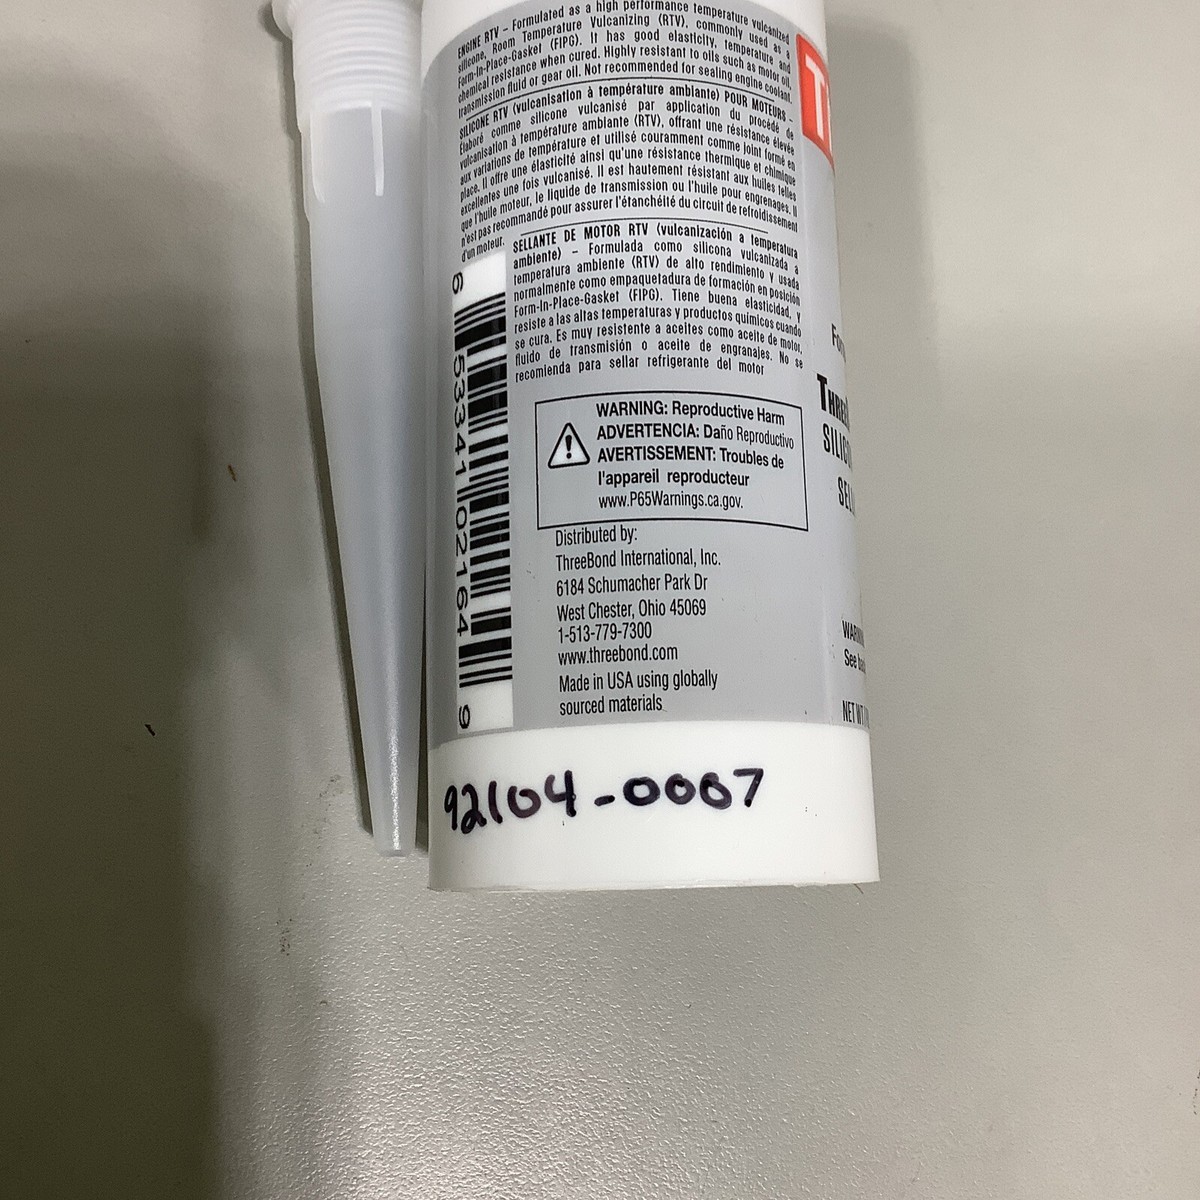 ENGINE RTV – Formulated as a high performance temperature vulcanized
silicone, Room Temperature Vulcanizing (RTV), commonly used as a
Form-In-Place-Gasket (FIPG). It has good elasticity, temperature and
chemical resistance when cured. Highly resistant to oils such as motor oil,
transmission fluid or gear oil. Not recommended for sealing engine coolant.
SILICONE RTV (vulcanisation à température ambiante) POUR MOTEURS –
Élaboré comme silicone vulcanisé par application du procédé de
vulcanisation à température ambiante (RTV), offrant une résistance élevée
aux variations de température et utilisé couramment comme joint formé en
place. Il offre une élasticité ainsi qu'une résistance thermique et chimique
excellentes une fois vulcanisé. Il est hautement résistant aux huiles telles
que l'huile moteur, le liquide de transmission ou l'huile pour engrenages. Il
n'est pas recommandé pour assurer l'étanchéité du circuit de refroidissement
d'un moteur.
SELLANTE DE MOTOR RTV (vulcanización a temperatura
ambiente) – Formulada como silicona vulcanizada a
temperatura ambiente (RTV) de alto rendimiento y usada
normalmente como empaquetadura de formación en posición
Form-In-Place-Gasket (FIPG). Tiene buena elasticidad, y
resiste a las altas temperaturas y productos químicos cuando
se cura. Es muy resistente a aceites como aceite de motor,
fluido de transmisión o aceite de engranajes. No se
recomienda para sellar refrigerante del motor
6 53341 02164 9
WARNING: Reproductive Harm
ADVERTENCIA: Daño Reproductivo
AVERTISSEMENT: Troubles de
l'appareil reproducteur
www.P65Warnings.ca.gov.
Distributed by:
ThreeBond International, Inc.
6184 Schumacher Park Dr
West Chester, Ohio 45069
1-513-779-7300
www.threebond.com
Made in USA using globally
sourced materials
92104-0007
T
THREE
SILIC
SEL
WARN
See ba
NET WT